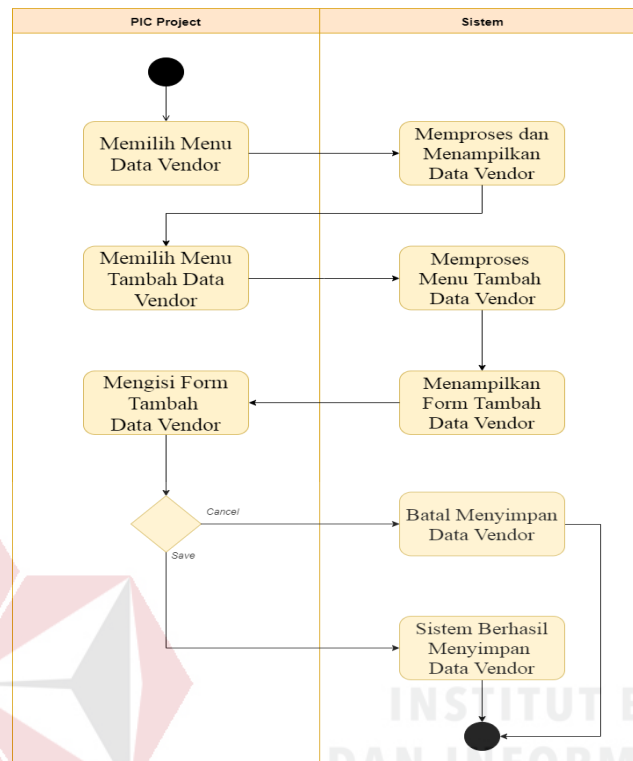 PIC Project
Sistem
Memilih Menu
Data Vendor
Memproses dan
Menampilkan
Data Vendor
Memilih Menu
Tambah Data
Vendor
Memproses
Menu Tambah
Data Vendor
Mengisi Form
Tambah
Data Vendor
Menampilkan
Form Tambah
Data Vendor
Cancel
Save
Batal Menyimpan
Data Vendor
Sistem Berhasil
Menyimpan
Data Vendor
INSTITUT
DAN INFORM